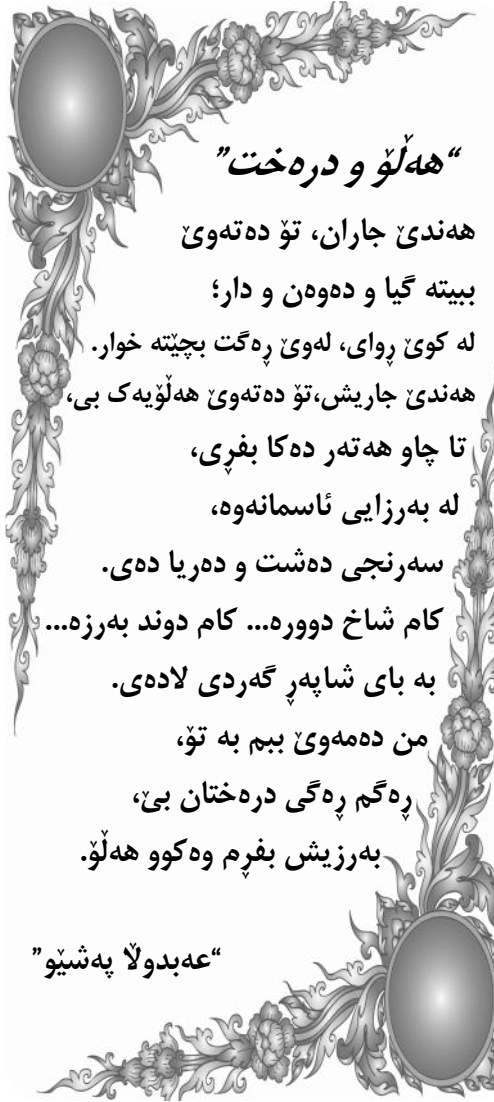 “هەڵۆ و درەخت”
هەندێ جاران، تۆ دەتەوێ
ببیتە گیا و دەوەن و دار؛
لە کوێ ڕوای، لەوێ ڕەگت بچێتە خوار.
هەندێ جاریش،تۆ دەتەوێ هەڵۆیەک بی،
تا چاو هەتەر دەکا بفڕی،
لە بەرزایی ئاسمانەوە،
سەرنجی دەشت و دەریا دەی.
کام شاخ دوورە... کام دوند بەرزە...
بە بای شاپەڕ گەردی لادەی.
من دەمەوێ ببم بە تۆ،
ڕەگم ڕەگی درەختان بێ،
بەرزیش بفڕم وەکوو هەڵۆ.
“عەبدوڵا پەشێو”